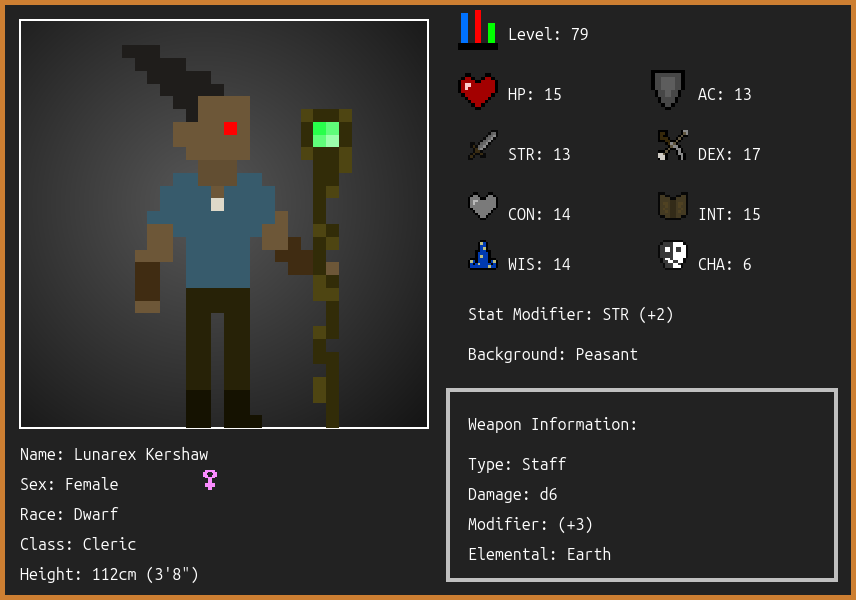 Level: 79
HP: 15
AC: 13
STR: 13
DEX: 17
CON: 14
INT: 15
WIS: 14
CHA: 6
Stat Modifier: STR (+2)
Background: Peasant
Weapon Information:
Type: Staff
Damage: d6
Modifier: (+3)
Elemental: Earth
Name: Lunarex Kershaw
Sex: Female
Race: Dwarf
Class: Cleric
Height: 112cm (3'8")